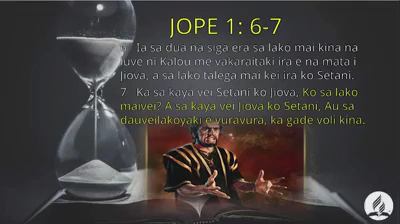 JOPE 1: 6-7
6 Ia sa dua na siga era sa lako mai kina na
luve ni Kalou me vakaraitaki ira e na mata i
Jiova, a sa lako talega mai kei ira ko Setani.
7 Ka sa kaya vei Setani ko Jiova, Ko sa lako
maivei? A sa kaya vei Jiova ko Setani, Au sa
dauveilakoyaki e vuravura, ka gade voli kina.